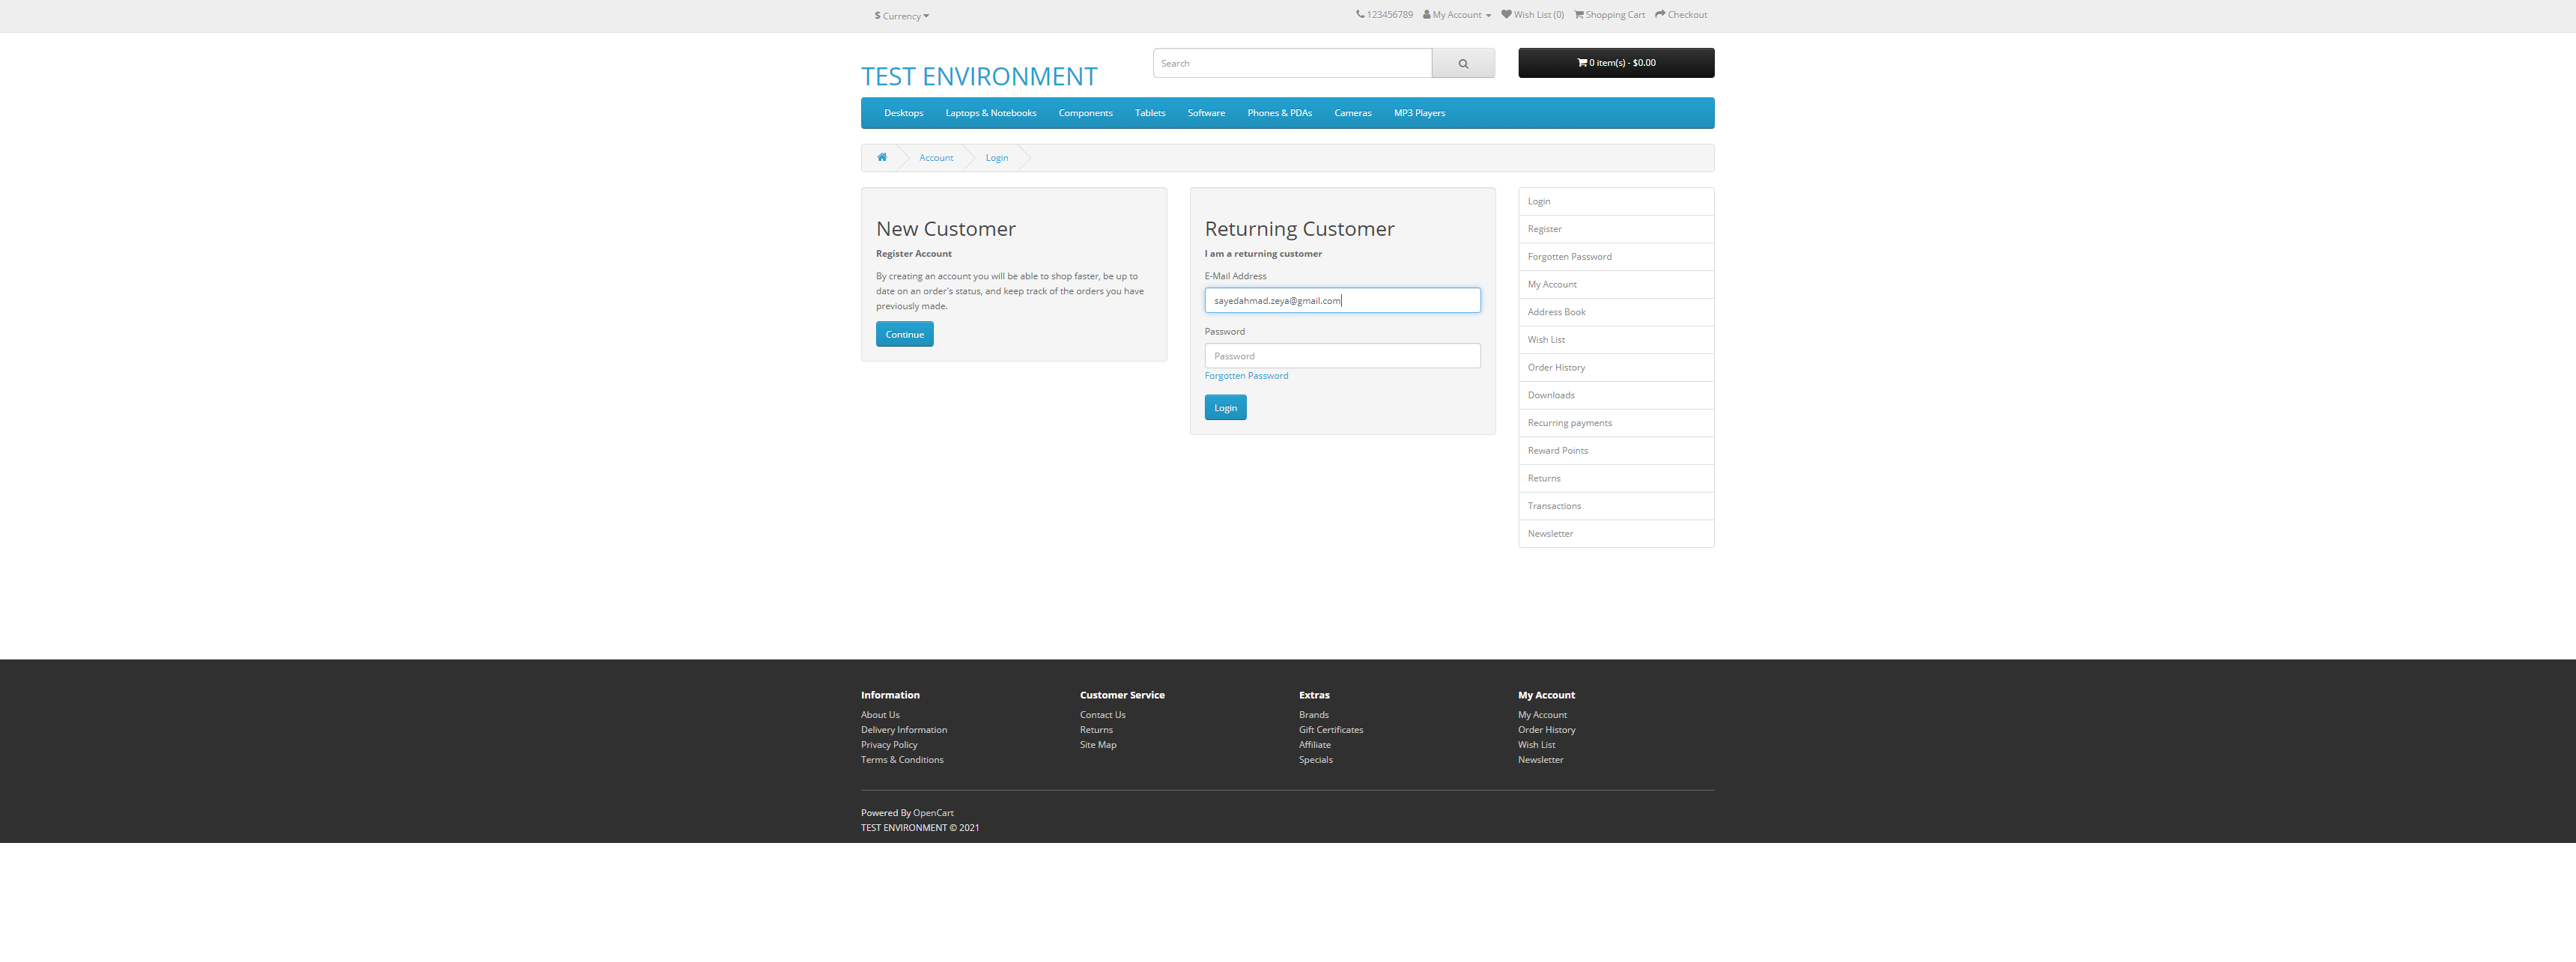 $ Currency
123456789 My Account Wish List (0) Shopping Cart Checkout
TEST ENVIRONMENT
Search
0 item(s) - $0.00
Desktops Laptops & Notebooks Components Tablets Software Phones & PDAs Cameras MP3 Players
Account Login
New Customer
Register Account
By creating an account you will be able to shop faster, be up to
date on an order's status, and keep track of the orders you have
previously made.
Continue
Returning Customer
I am a returning customer
E-Mail Address
sayedahmad.zeya@gmail.com
Password
Password
Forgotten Password
Login
Login
Register
Forgotten Password
My Account
Address Book
Wish List
Order History
Downloads
Recurring payments
Reward Points
Returns
Transactions
Newsletter
Information
About Us
Delivery Information
Privacy Policy
Terms & Conditions
Customer Service
Contact Us
Returns
Site Map
Extras
Brands
Gift Certificates
Affiliate
Specials
My Account
My Account
Order History
Wish List
Newsletter
Powered By OpenCart
TEST ENVIRONMENT © 2021